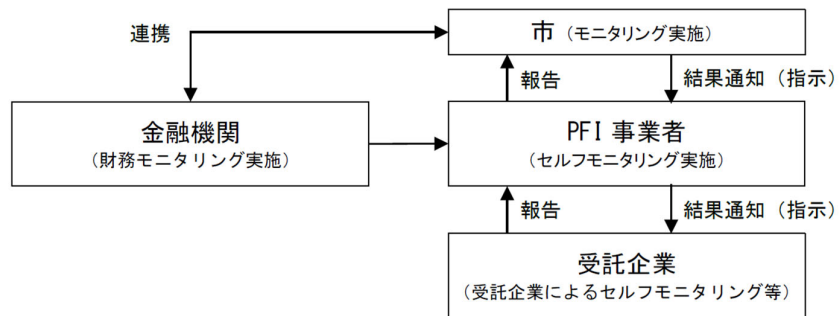 連携
市（モニタリング実施）
報告
結果通知（指示）
金融機関
（財務モニタリング実施）
PFI 事業者
（セルフモニタリング実施）
報告
結果通知（指示）
受託企業
（受託企業によるセルフモニタリング等）